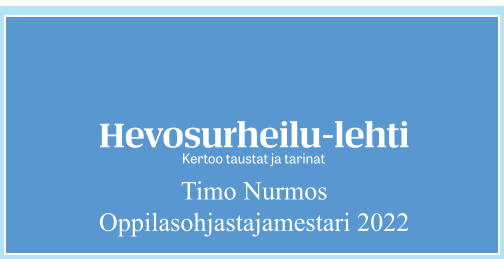 Hevosurheilu-lehti
Kertoo taustat ja tarinat
Timo Nurmos
Oppilasohjastajamestari 2022